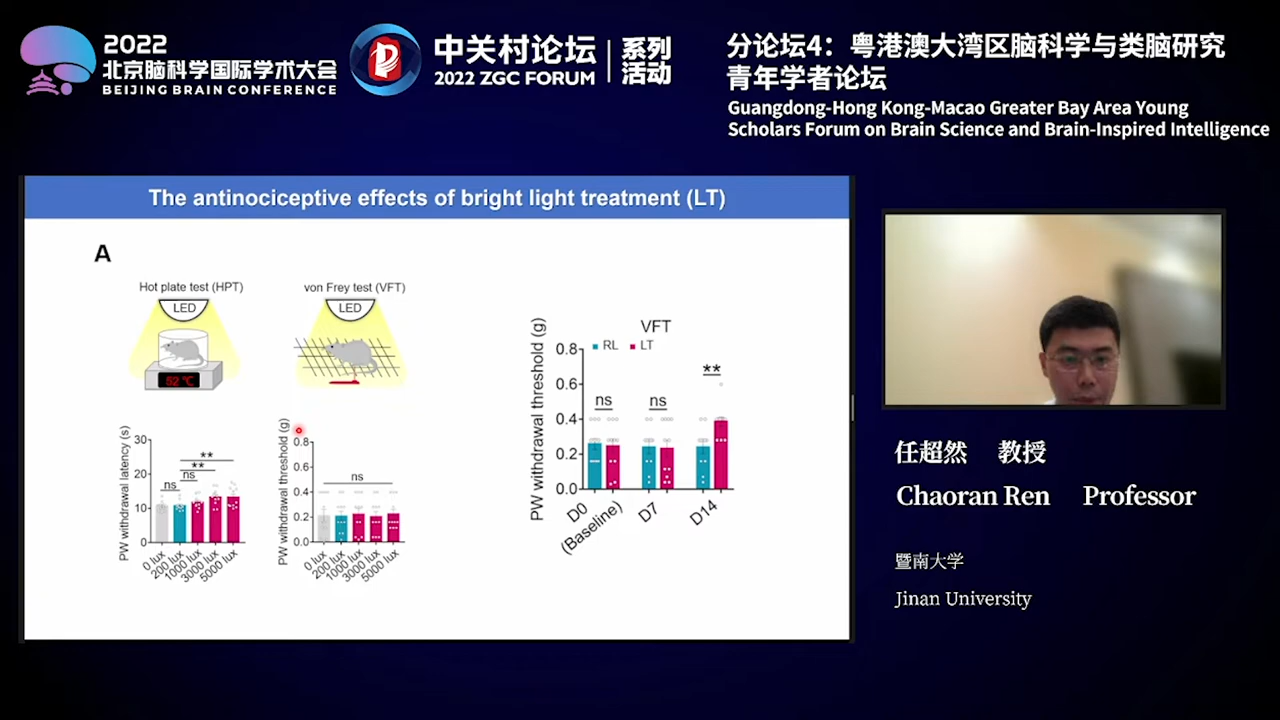 2022
北京脑科学国际学术大会
BEIJING BRAIN CONFERENCE
中关村论坛
2022 ZGC FORUM
系列
活动
分论坛4：粤港澳大湾区脑科学与类脑研究
青年学者论坛
Guangdong-Hong Kong-Macao Greater Bay Area Young
Scholars Forum on Brain Science and Brain-Inspired Intelligence
The antinociceptive effects of bright light treatment (LT)
A
Hot plate test (HPT)
LED
52 ℃
von Frey test (VFT)
LED
PW withdrawal latency (s)
30
20
10
0
ns
ns
**
**
0 lux
200 lux
1000 lux
3000 lux
5000 lux
PW withdrawal threshold (g)
0.8
0.6
0.4
0.2
0.0
ns
0 lux
200 lux
1000 lux
3000 lux
5000 lux
VFT
RL
LT
PW withdrawal threshold (g)
0.8
0.6
0.4
0.2
0.0
ns
ns
**
D0
(Baseline)
D7
D14
任超然 教授
Chaoran Ren Professor
暨南大学
Jinan University